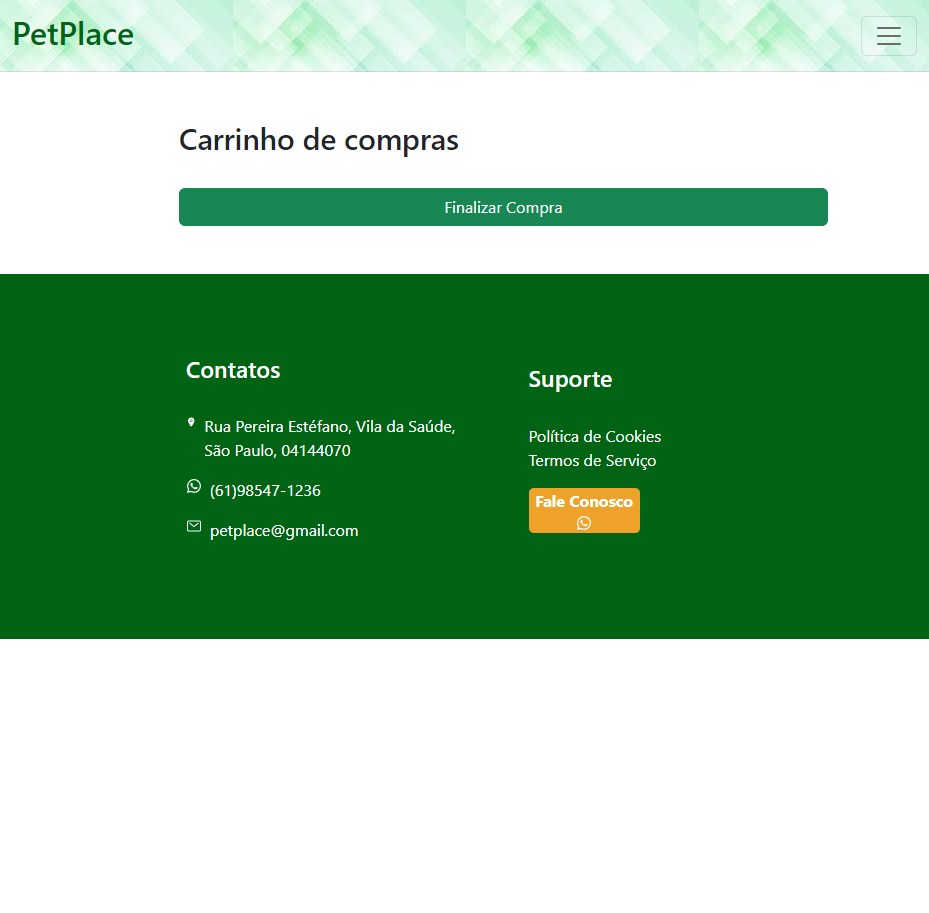 PetPlace
Carrinho de compras
Finalizar Compra
Contatos
Rua Pereira Estéfano, Vila da Saúde,
São Paulo, 04144070
(61)98547-1236
petplace@gmail.com
Suporte
Política de Cookies
Termos de Serviço
Fale Conosco